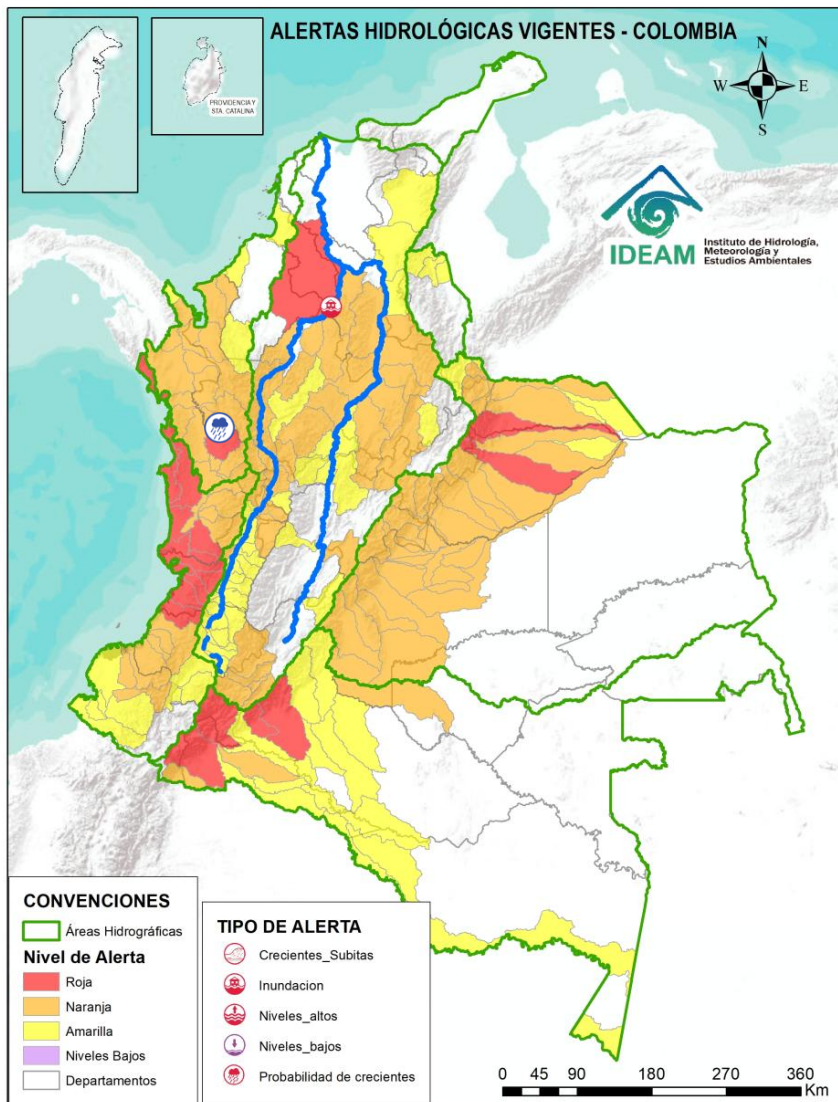 ALERTAS HIDROLÓGICAS VIGENTES - COLOMBIA
PROVIDENCIA Y
STA. CATALINA
N
W
E
S
IDEAM
Instituto de Hidrología,
Meteorología y
Estudios Ambientales
CONVENCIONES
Áreas Hidrográficas
Nivel de Alerta
Roja
Naranja
Amarilla
Niveles Bajos
Departamentos
TIPO DE ALERTA
Crecientes_Subitas
Inundacion
Niveles_altos
Niveles_bajos
Probabilidad de crecientes
0 45 90 180 270 360
Km